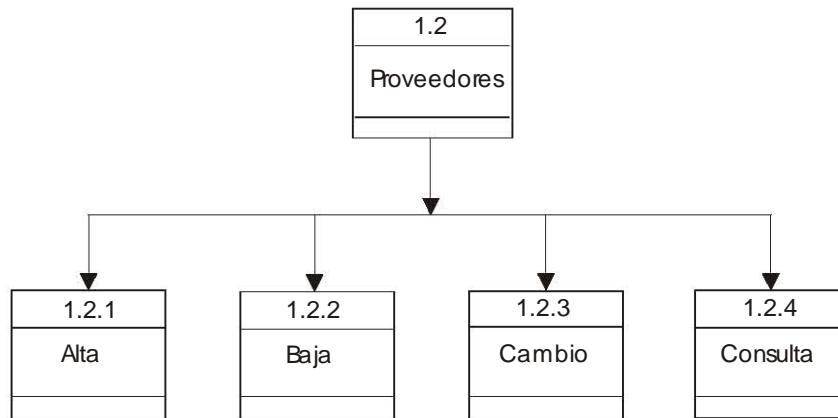 1.2
Proveedores
1.2.1
1.2.2
1.2.3
1.2.4
Alta
Baja
Cambio
Consulta